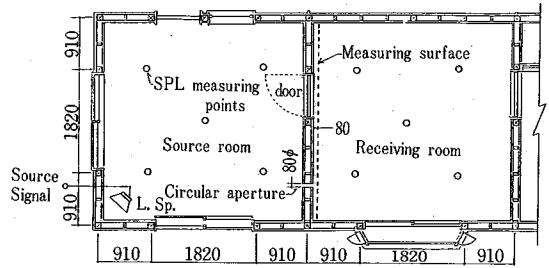 910
1820
910
SPL measuring
points
door
Source room
Source
Signal
L. Sp.
Circular aperture
80φ
80
Measuring surface
Receiving room
910
1820
910
910
1820
910